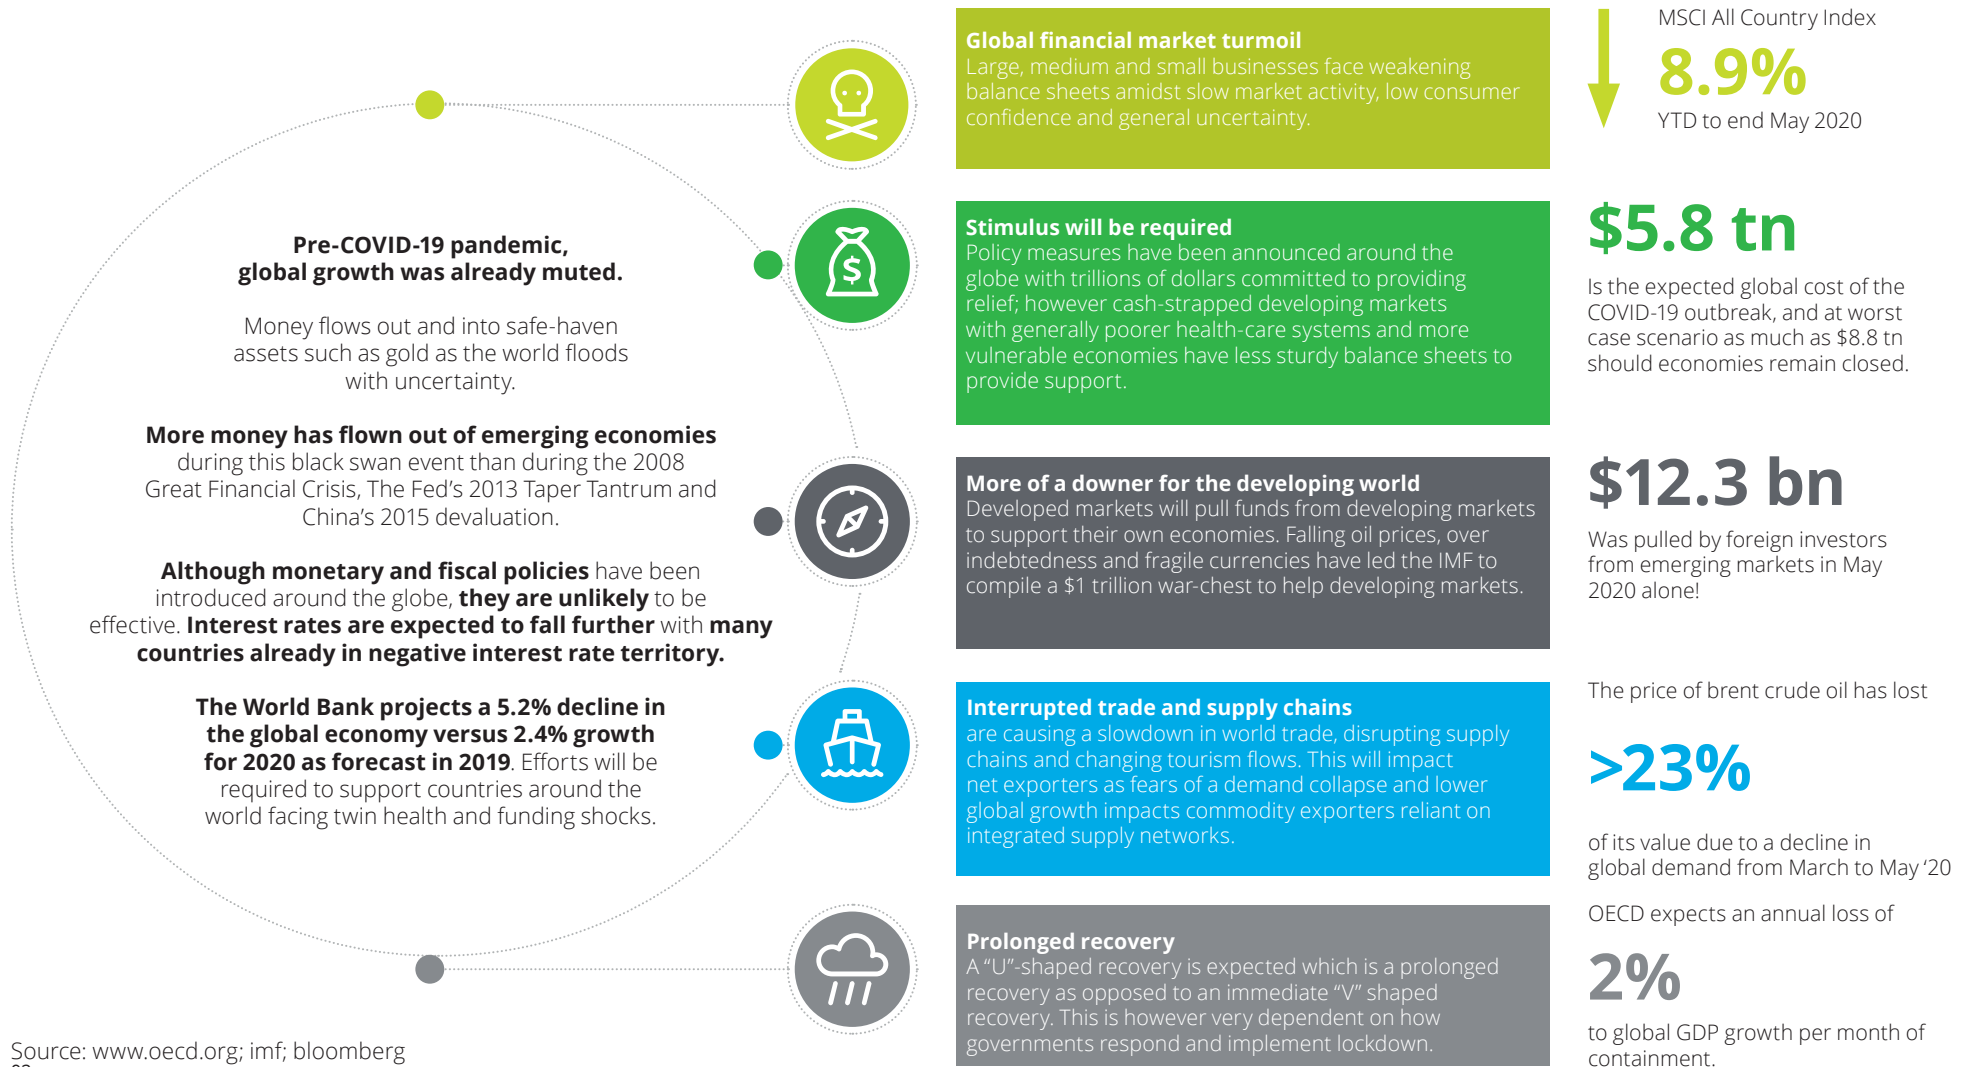 Pre-COVID-19 pandemic,
global growth was already muted.
Money flows out and into safe-haven
assets such as gold as the world floods
with uncertainty.
More money has flown out of emerging economies
during this black swan event than during the 2008
Great Financial Crisis, The Fed’s 2013 Taper Tantrum and
China’s 2015 devaluation.
Although monetary and fiscal policies have been
introduced around the globe, they are unlikely to be
effective. Interest rates are expected to fall further with many
countries already in negative interest rate territory.
The World Bank projects a 5.2% decline in
the global economy versus 2.4% growth
for 2020 as forecast in 2019. Efforts will be
required to support countries around the
world facing twin health and funding shocks.
Global financial market turmoil
Large, medium and small businesses face weakening
balance sheets amidst slow market activity, low consumer
confidence and general uncertainty.
MSCI All Country Index
8.9%
YTD to end May 2020
$
Stimulus will be required
Policy measures have been announced around the
globe with trillions of dollars committed to providing
relief; however cash-strapped developing markets
with generally poorer health-care systems and more
vulnerable economies have less sturdy balance sheets to
provide support.
$5.8 tn
Is the expected global cost of the
COVID-19 outbreak, and at worst
case scenario as much as $8.8 tn
should economies remain closed.
More of a downer for the developing world
Developed markets will pull funds from developing markets
to support their own economies. Falling oil prices, over
indebtedness and fragile currencies have led the IMF to
compile a $1 trillion war-chest to help developing markets.
$12.3 bn
Was pulled by foreign investors
from emerging markets in May
2020 alone!
Interrupted trade and supply chains
are causing a slowdown in world trade, disrupting supply
chains and changing tourism flows. This will impact
net exporters as fears of a demand collapse and lower
global growth impacts commodity exporters reliant on
integrated supply networks.
The price of brent crude oil has lost
>23%
of its value due to a decline in
global demand from March to May ‘20
Prolonged recovery
A “U”-shaped recovery is expected which is a prolonged
recovery as opposed to an immediate “V” shaped
recovery. This is however very dependent on how
governments respond and implement lockdown.
OECD expects an annual loss of
2%
to global GDP growth per month of
containment.
Source: www.oecd.org; imf; bloomberg